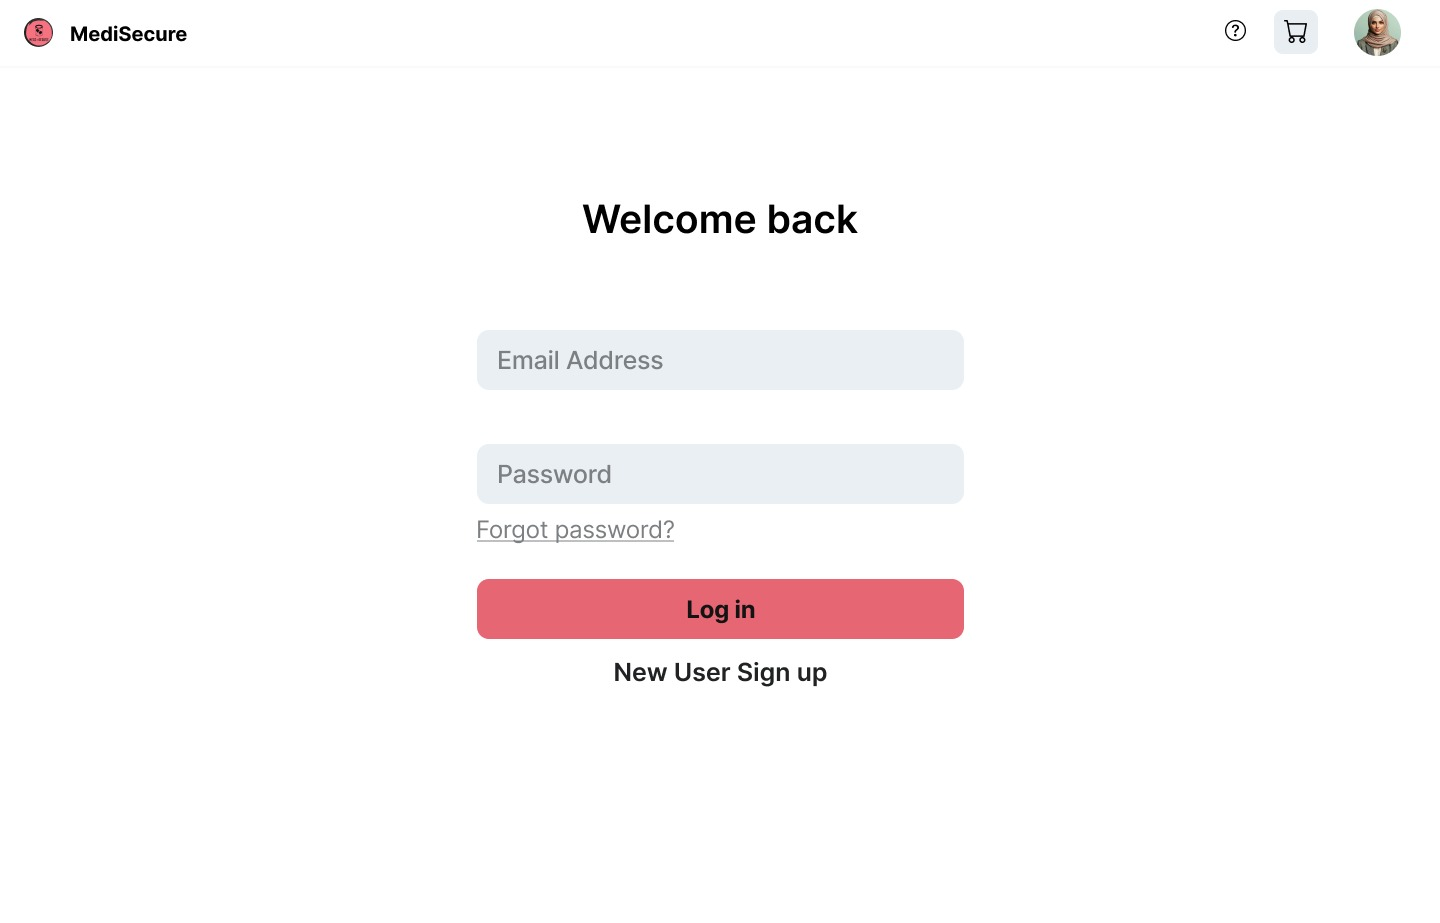 MediSecure
Welcome back
Email Address
Password
Forgot password?
Log in
New User Sign up